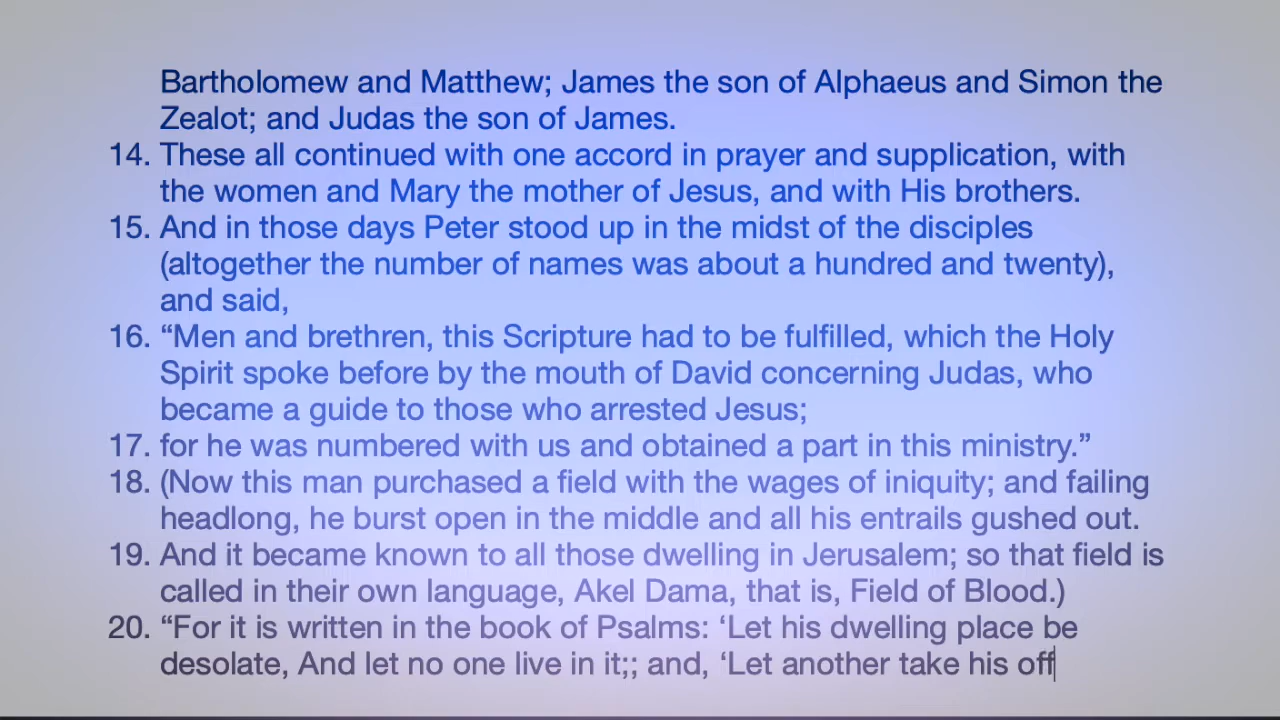 Bartholomew and Matthew; James the son of Alphaeus and Simon the
Zealot; and Judas the son of James.
14. These all continued with one accord in prayer and supplication, with
the women and Mary the mother of Jesus, and with His brothers.
15. And in those days Peter stood up in the midst of the disciples
(altogether the number of names was about a hundred and twenty),
and said,
16. “Men and brethren, this Scripture had to be fulfilled, which the Holy
Spirit spoke before by the mouth of David concerning Judas, who
became a guide to those who arrested Jesus;
17. for he was numbered with us and obtained a part in this ministry.”
18. (Now this man purchased a field with the wages of iniquity; and failing
headlong, he burst open in the middle and all his entrails gushed out.
19. And it became known to all those dwelling in Jerusalem; so that field is
called in their own language, Akel Dama, that is, Field of Blood.)
20. “For it is written in the book of Psalms: ‘Let his dwelling place be
desolate, And let no one live in it;; and, ‘Let another take his off